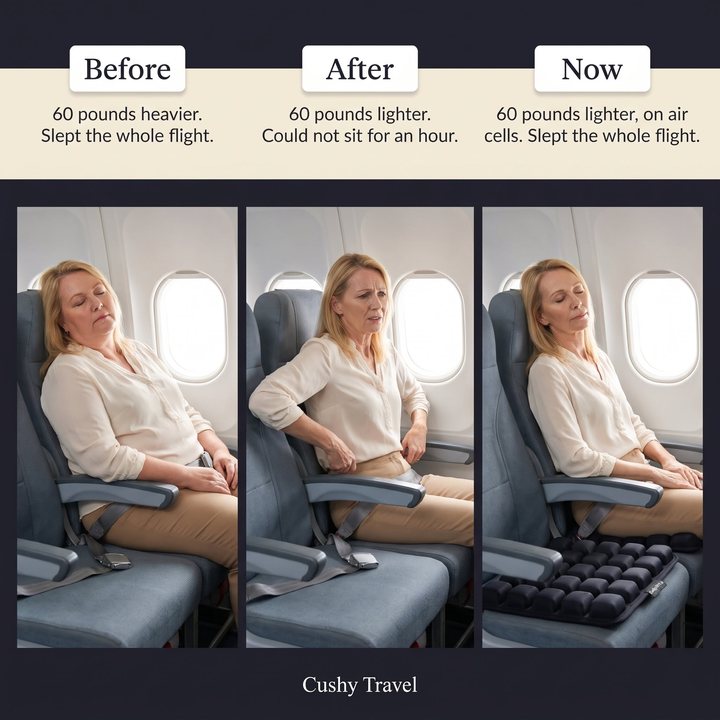 Before
60 pounds heavier.
Slept the whole flight.
After
60 pounds lighter.
Could not sit for an hour.
Now
60 pounds lighter, on air
cells. Slept the whole flight.
Cushy Travel